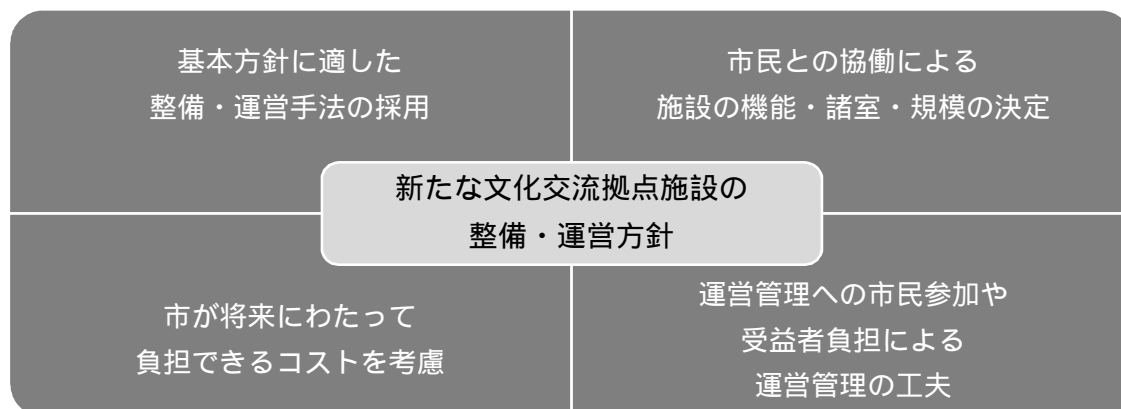 基本方針に適した
整備・運営手法の採用
市民との協働による
施設の機能・諸室・規模の決定
新たな文化交流拠点施設の
整備・運営方針
市が将来にわたって
負担できるコストを考慮
運営管理への市民参加や
受益者負担による
運営管理の工夫